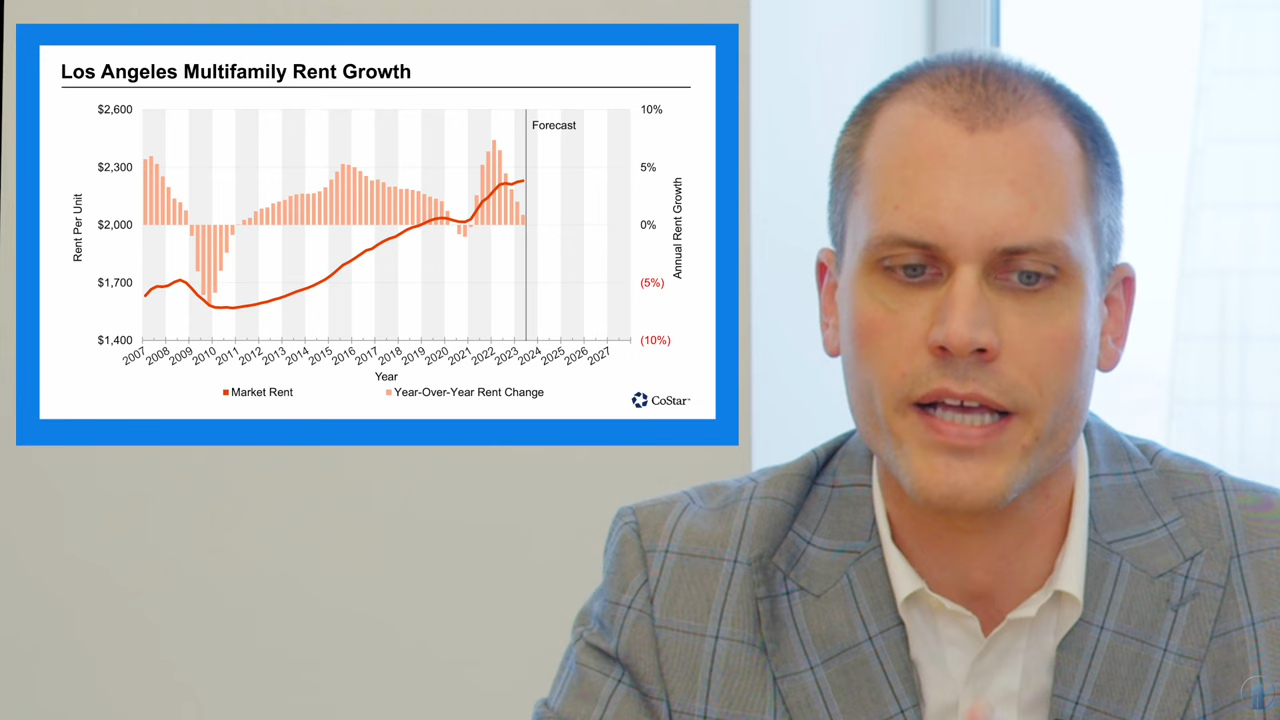 Los Angeles Multifamily Rent Growth
$2,600
$2,300
$2,000
$1,700
$1,400
Rent Per Unit
10%
5%
0%
(5%)
(10%)
Annual Rent Growth
Forecast
2007 2008 2009 2010 2011 2012 2013 2014 2015 2016 2017 2018 2019 2020 2021 2022 2023 2024 2025 2026 2027
Year
Market Rent Year-Over-Year Rent Change
CoStar™